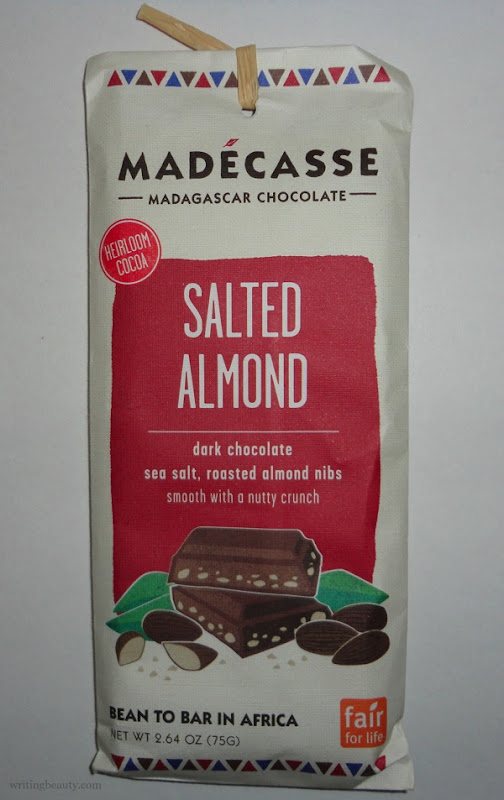 MADÉCASSE
MADAGASCAR CHOCOLATE
HEIRLOOM
COCOA
SALTED
ALMOND
dark chocolate
sea salt, roasted almond nibs
smooth with a nutty crunch
BEAN TO BAR IN AFRICA
NET WT 2.64 OZ (75G)
fair
for life
writingbeauty.com